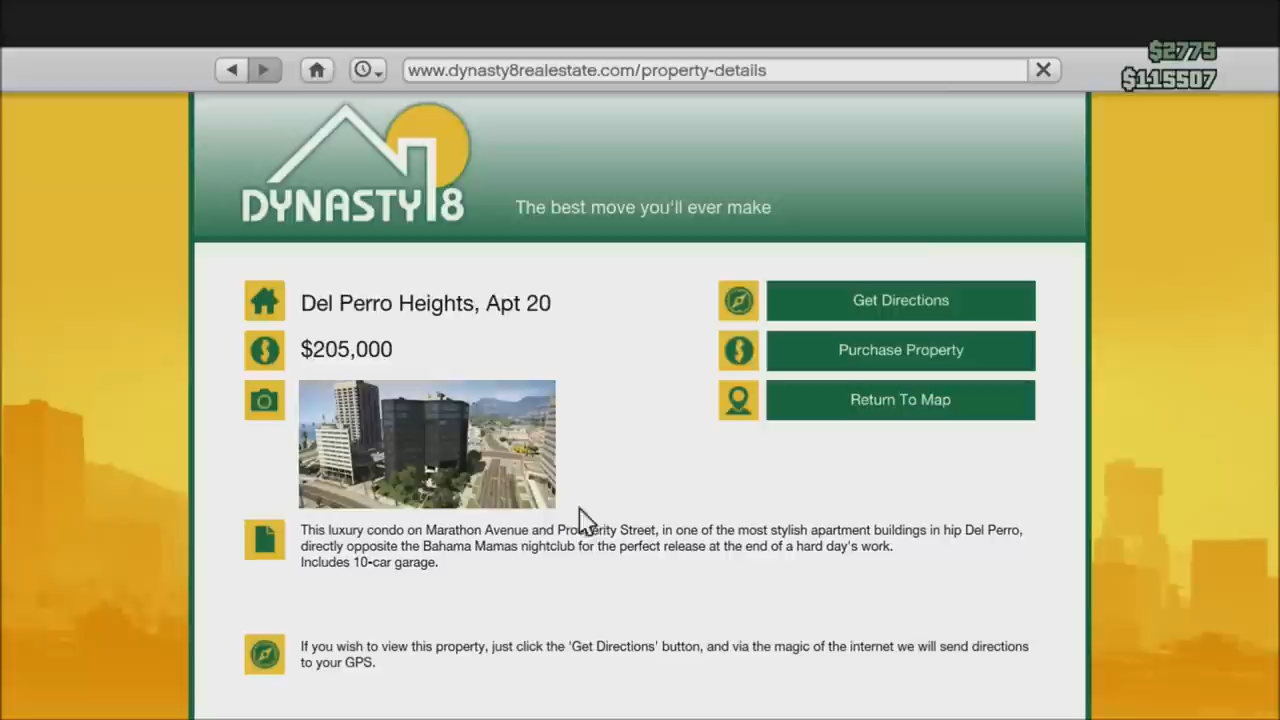 $2775
www.dynasty8realestate.com/property-details
$115507
DYNASTY 8
The best move you'll ever make
Del Perro Heights, Apt 20
Get Directions
$205,000
Purchase Property
Return To Map
This luxury condo on Marathon Avenue and Prosperity Street, in one of the most stylish apartment buildings in hip Del Perro,
directly opposite the Bahama Mamas nightclub for the perfect release at the end of a hard day's work.
Includes 10-car garage.
If you wish to view this property, just click the 'Get Directions' button, and via the magic of the internet we will send directions
to your GPS.